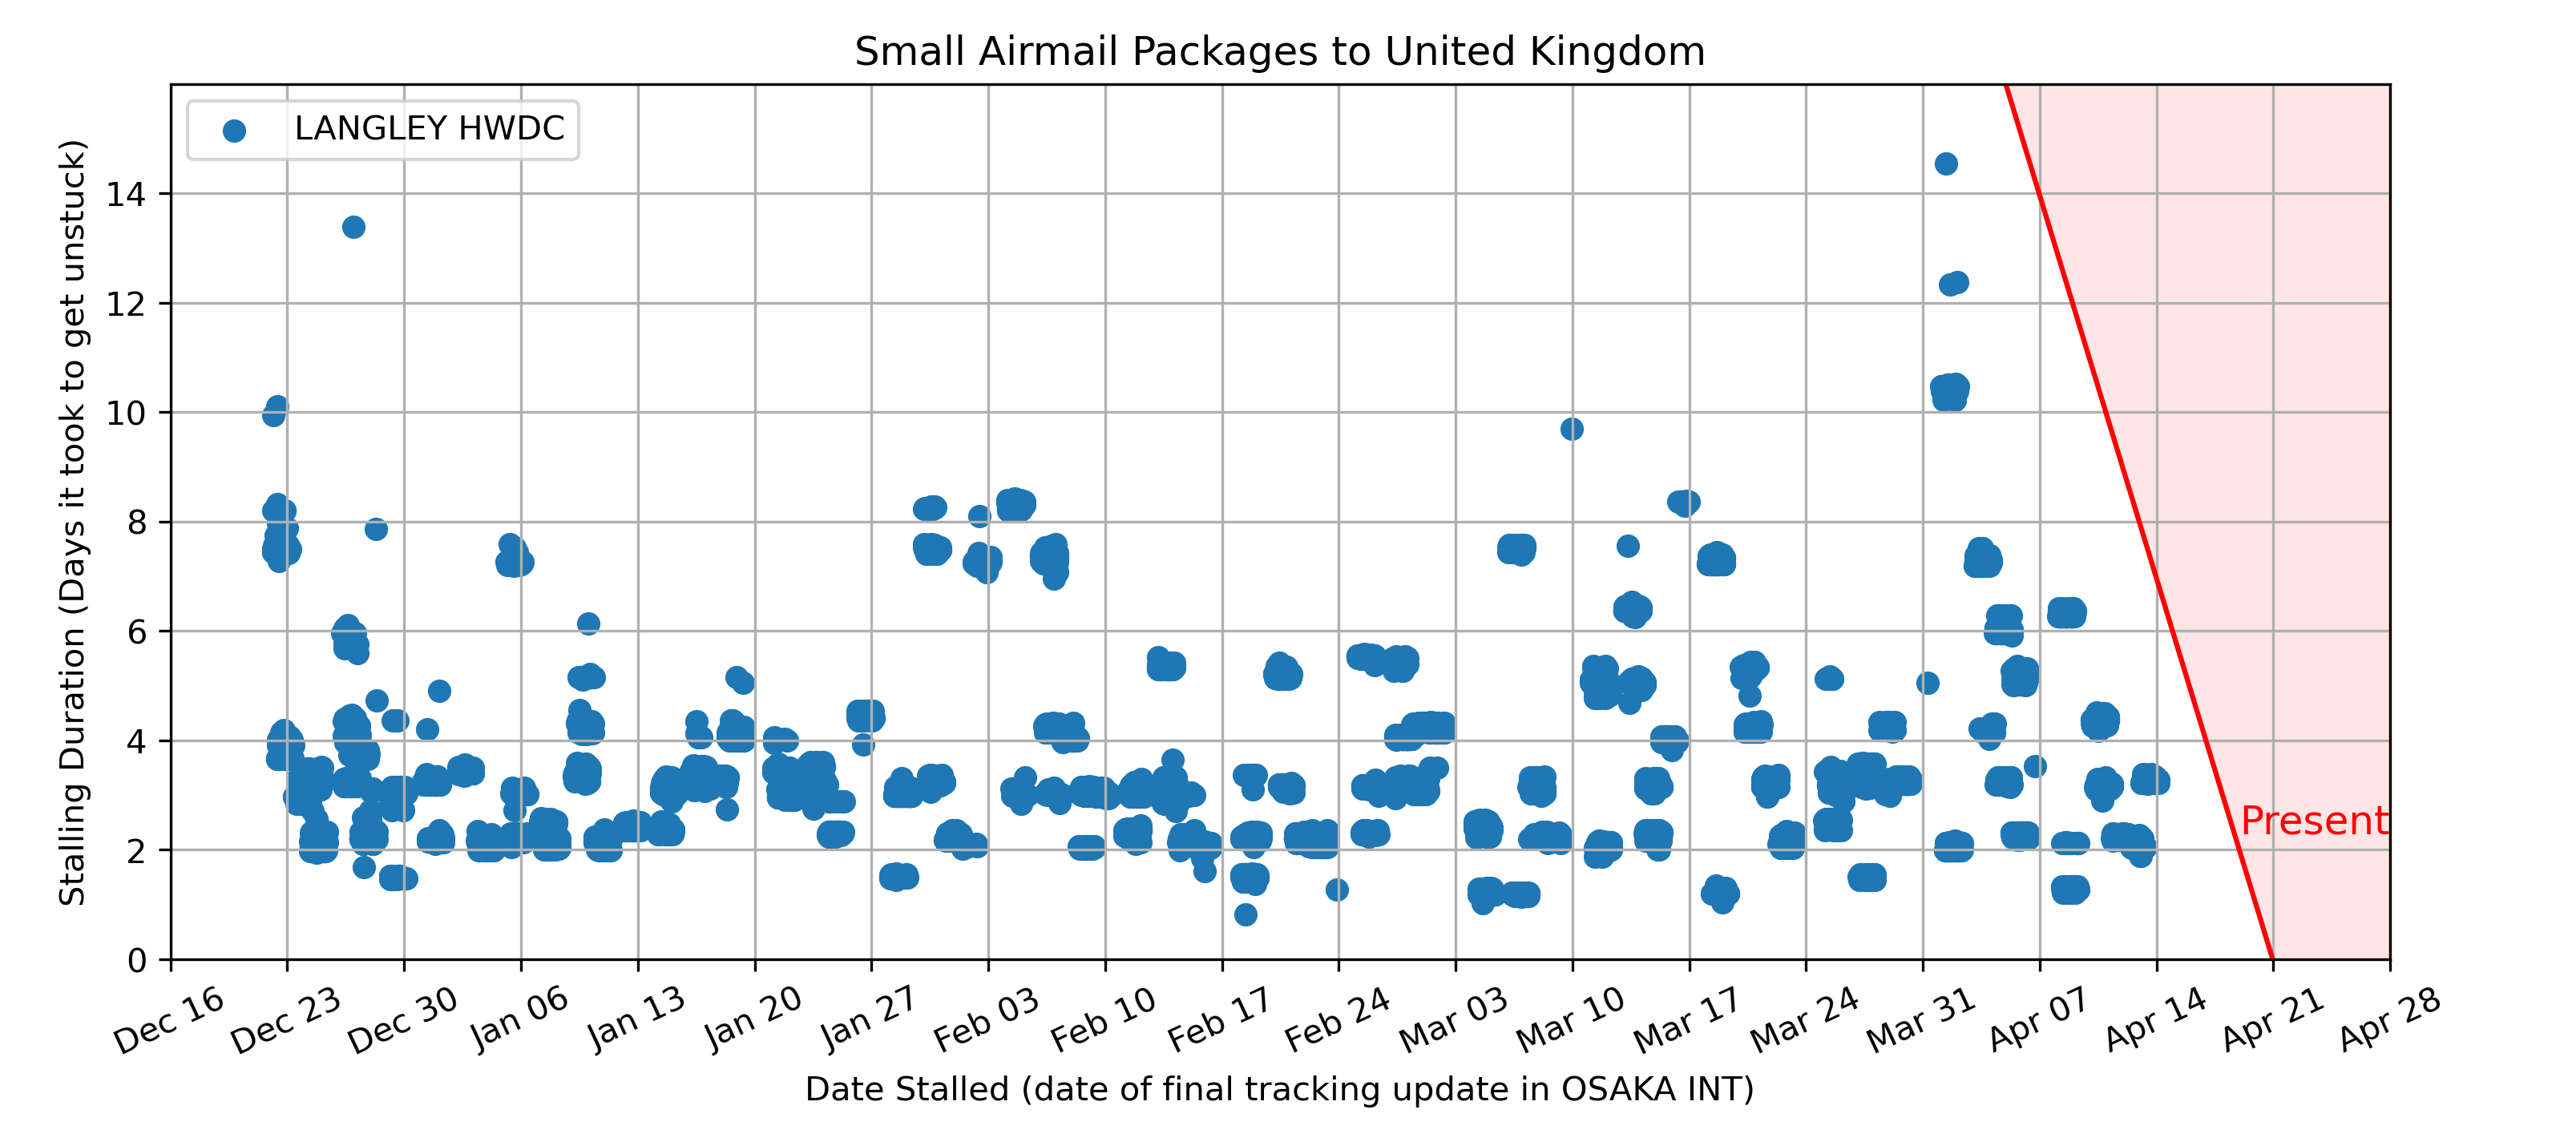 Small Airmail Packages to United Kingdom
LANGLEY HWDC
Stalling Duration (Days it took to get unstuck)
14
12
10
8
6
4
2
0
Present
Dec 16
Dec 23
Dec 30
Jan 06
Jan 13
Jan 20
Jan 27
Feb 03
Feb 10
Feb 17
Feb 24
Mar 03
Mar 10
Mar 17
Mar 24
Mar 31
Apr 07
Apr 14
Apr 21
Apr 28
Date Stalled (date of final tracking update in OSAKA INT)